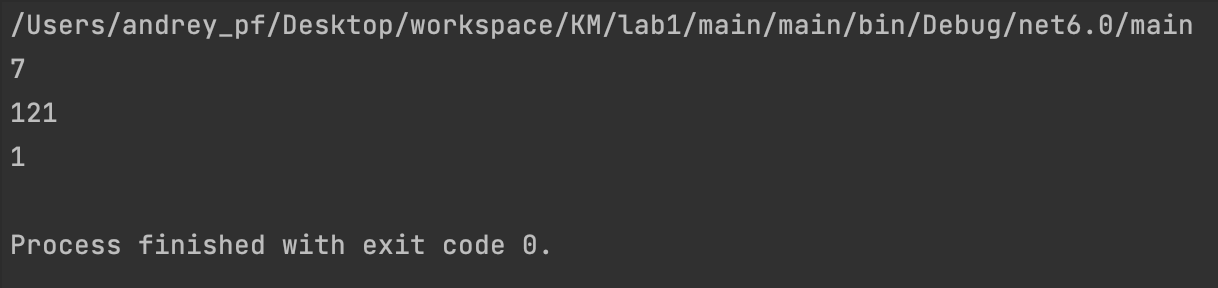 /Users/andrey_pf/Desktop/workspace/KM/lab1/main/main/bin/Debug/net6.0/main
7
121
1
Process finished with exit code 0.